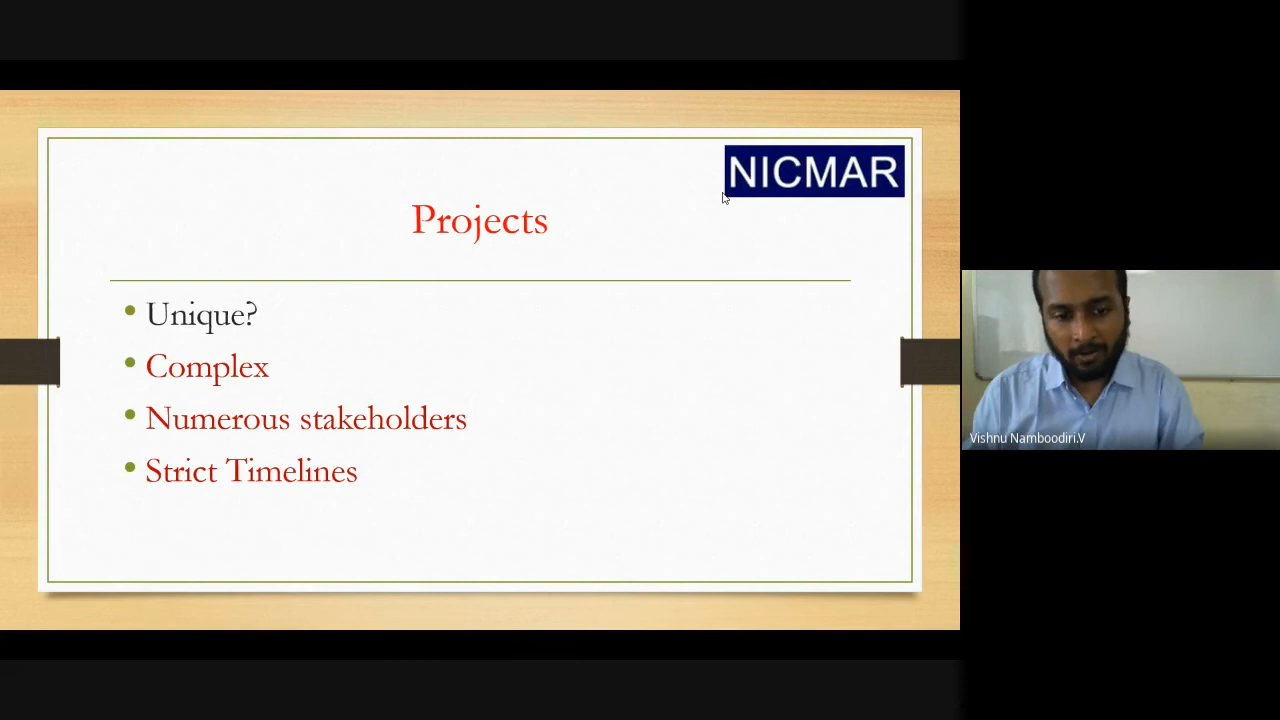 NICMAR
Projects
Unique?
Complex
Numerous stakeholders
Strict Timelines
Vishnu Namboodiri.V